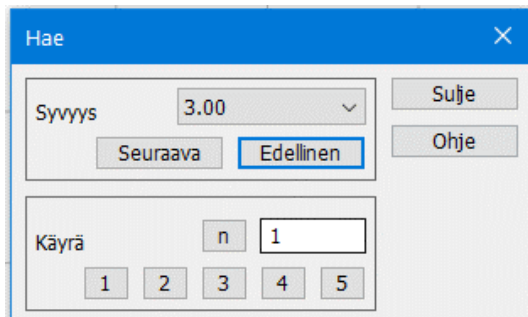 Hae
Syvyys 3.00 Sulje
Seuraava Edellinen Ohje
Käyrä n 1
1 2 3 4 5